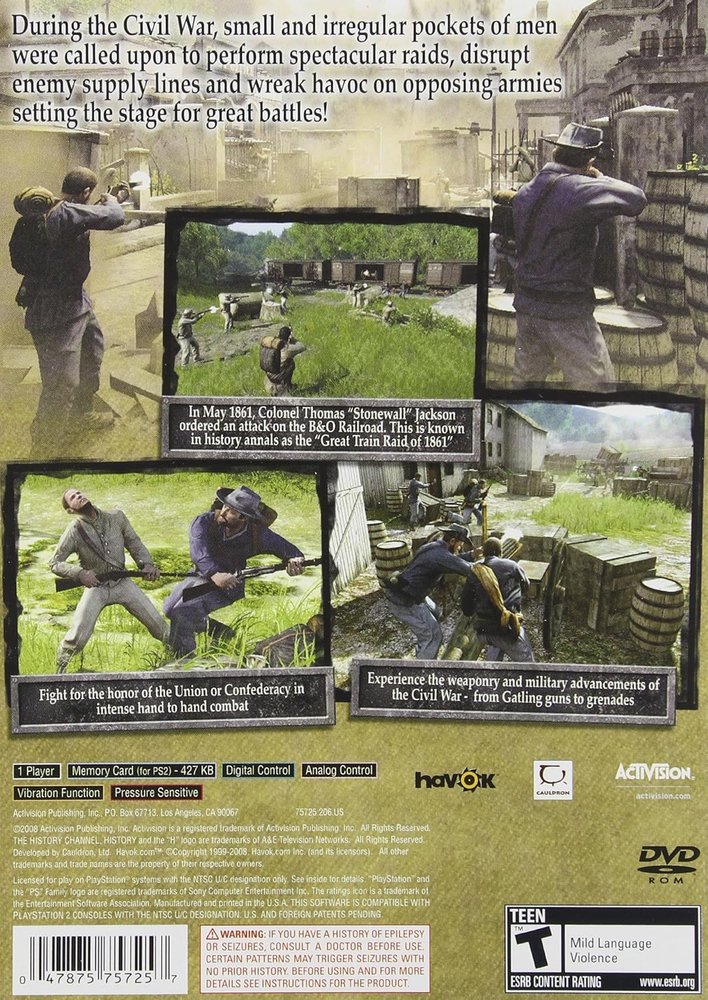 During the Civil War, small and irregular pockets of men
were called upon to perform spectacular raids, disrupt
enemy supply lines and wreak havoc on opposing armies
setting the stage for great battles!
In May 1861, Colonel Thomas "Stonewall" Jackson
ordered an attack on the B&O Railroad. This is known
in history annals as the "Great Train Raid of 1861"
Fight for the honor of the Union or Confederacy in
intense hand to hand combat
Experience the weaponry and military advancements of
the Civil War - from Gatling guns to grenades
1 Player Memory Card (for PS2) - 427 KB Digital Control Analog Control
Vibration Function Pressure Sensitive
havok
CAULDRON
ACTIVISION.
activision.com
Activision Publishing, Inc. P.O. Box 67713, Los Angeles, CA 90067 75725.206.US
©2008 Activision Publishing, Inc. Activision is a registered trademark of Activision Publishing, Inc. All Rights Reserved.
THE HISTORY CHANNEL, HISTORY and the "H" logo are trademarks of A&E Television Networks. All Rights Reserved.
Developed by Cauldron, Ltd. Havok.com™. ©Copyright 1999-2008. Havok.com Inc. (and its licensors). All other
trademarks and trade names are the property of their respective owners.
Licensed for play on PlayStation® systems with the NTSC U/C designation only. See inside for details. "PlayStation" and
the "PS" Family logo are registered trademarks of Sony Computer Entertainment Inc. The ratings icon is a trademark of
the Entertainment Software Association. Manufactured and printed in the U.S.A. THIS SOFTWARE IS COMPATIBLE WITH
PLAYSTATION 2 CONSOLES WITH THE NTSC U/C DESIGNATION. U.S. AND FOREIGN PATENTS PENDING.
DVD
ROM
0 47875 75725 7
WARNING: IF YOU HAVE A HISTORY OF EPILEPSY
OR SEIZURES, CONSULT A DOCTOR BEFORE USE.
CERTAIN PATTERNS MAY TRIGGER SEIZURES WITH
NO PRIOR HISTORY. BEFORE USING AND FOR MORE
DETAILS SEE INSTRUCTIONS FOR THE PRODUCT.
TEEN
T™
Mild Language
Violence
ESRB CONTENT RATING www.esrb.org